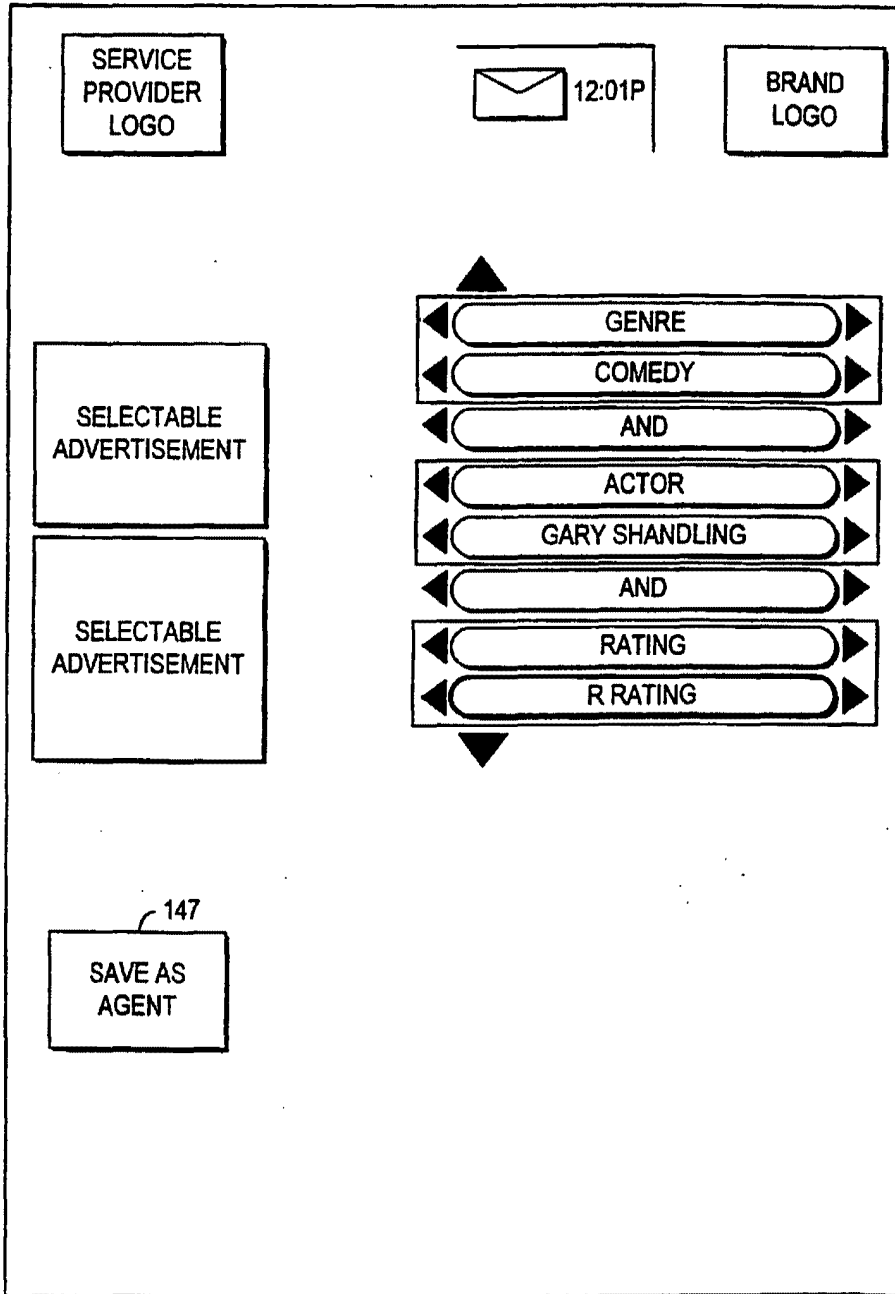 SERVICE
PROVIDER
LOGO
12:01P
BRAND
LOGO
GENRE
COMEDY
AND
ACTOR
GARY SHANDLING
AND
RATING
R RATING
SELECTABLE
ADVERTISEMENT
SELECTABLE
ADVERTISEMENT
147
SAVE AS
AGENT